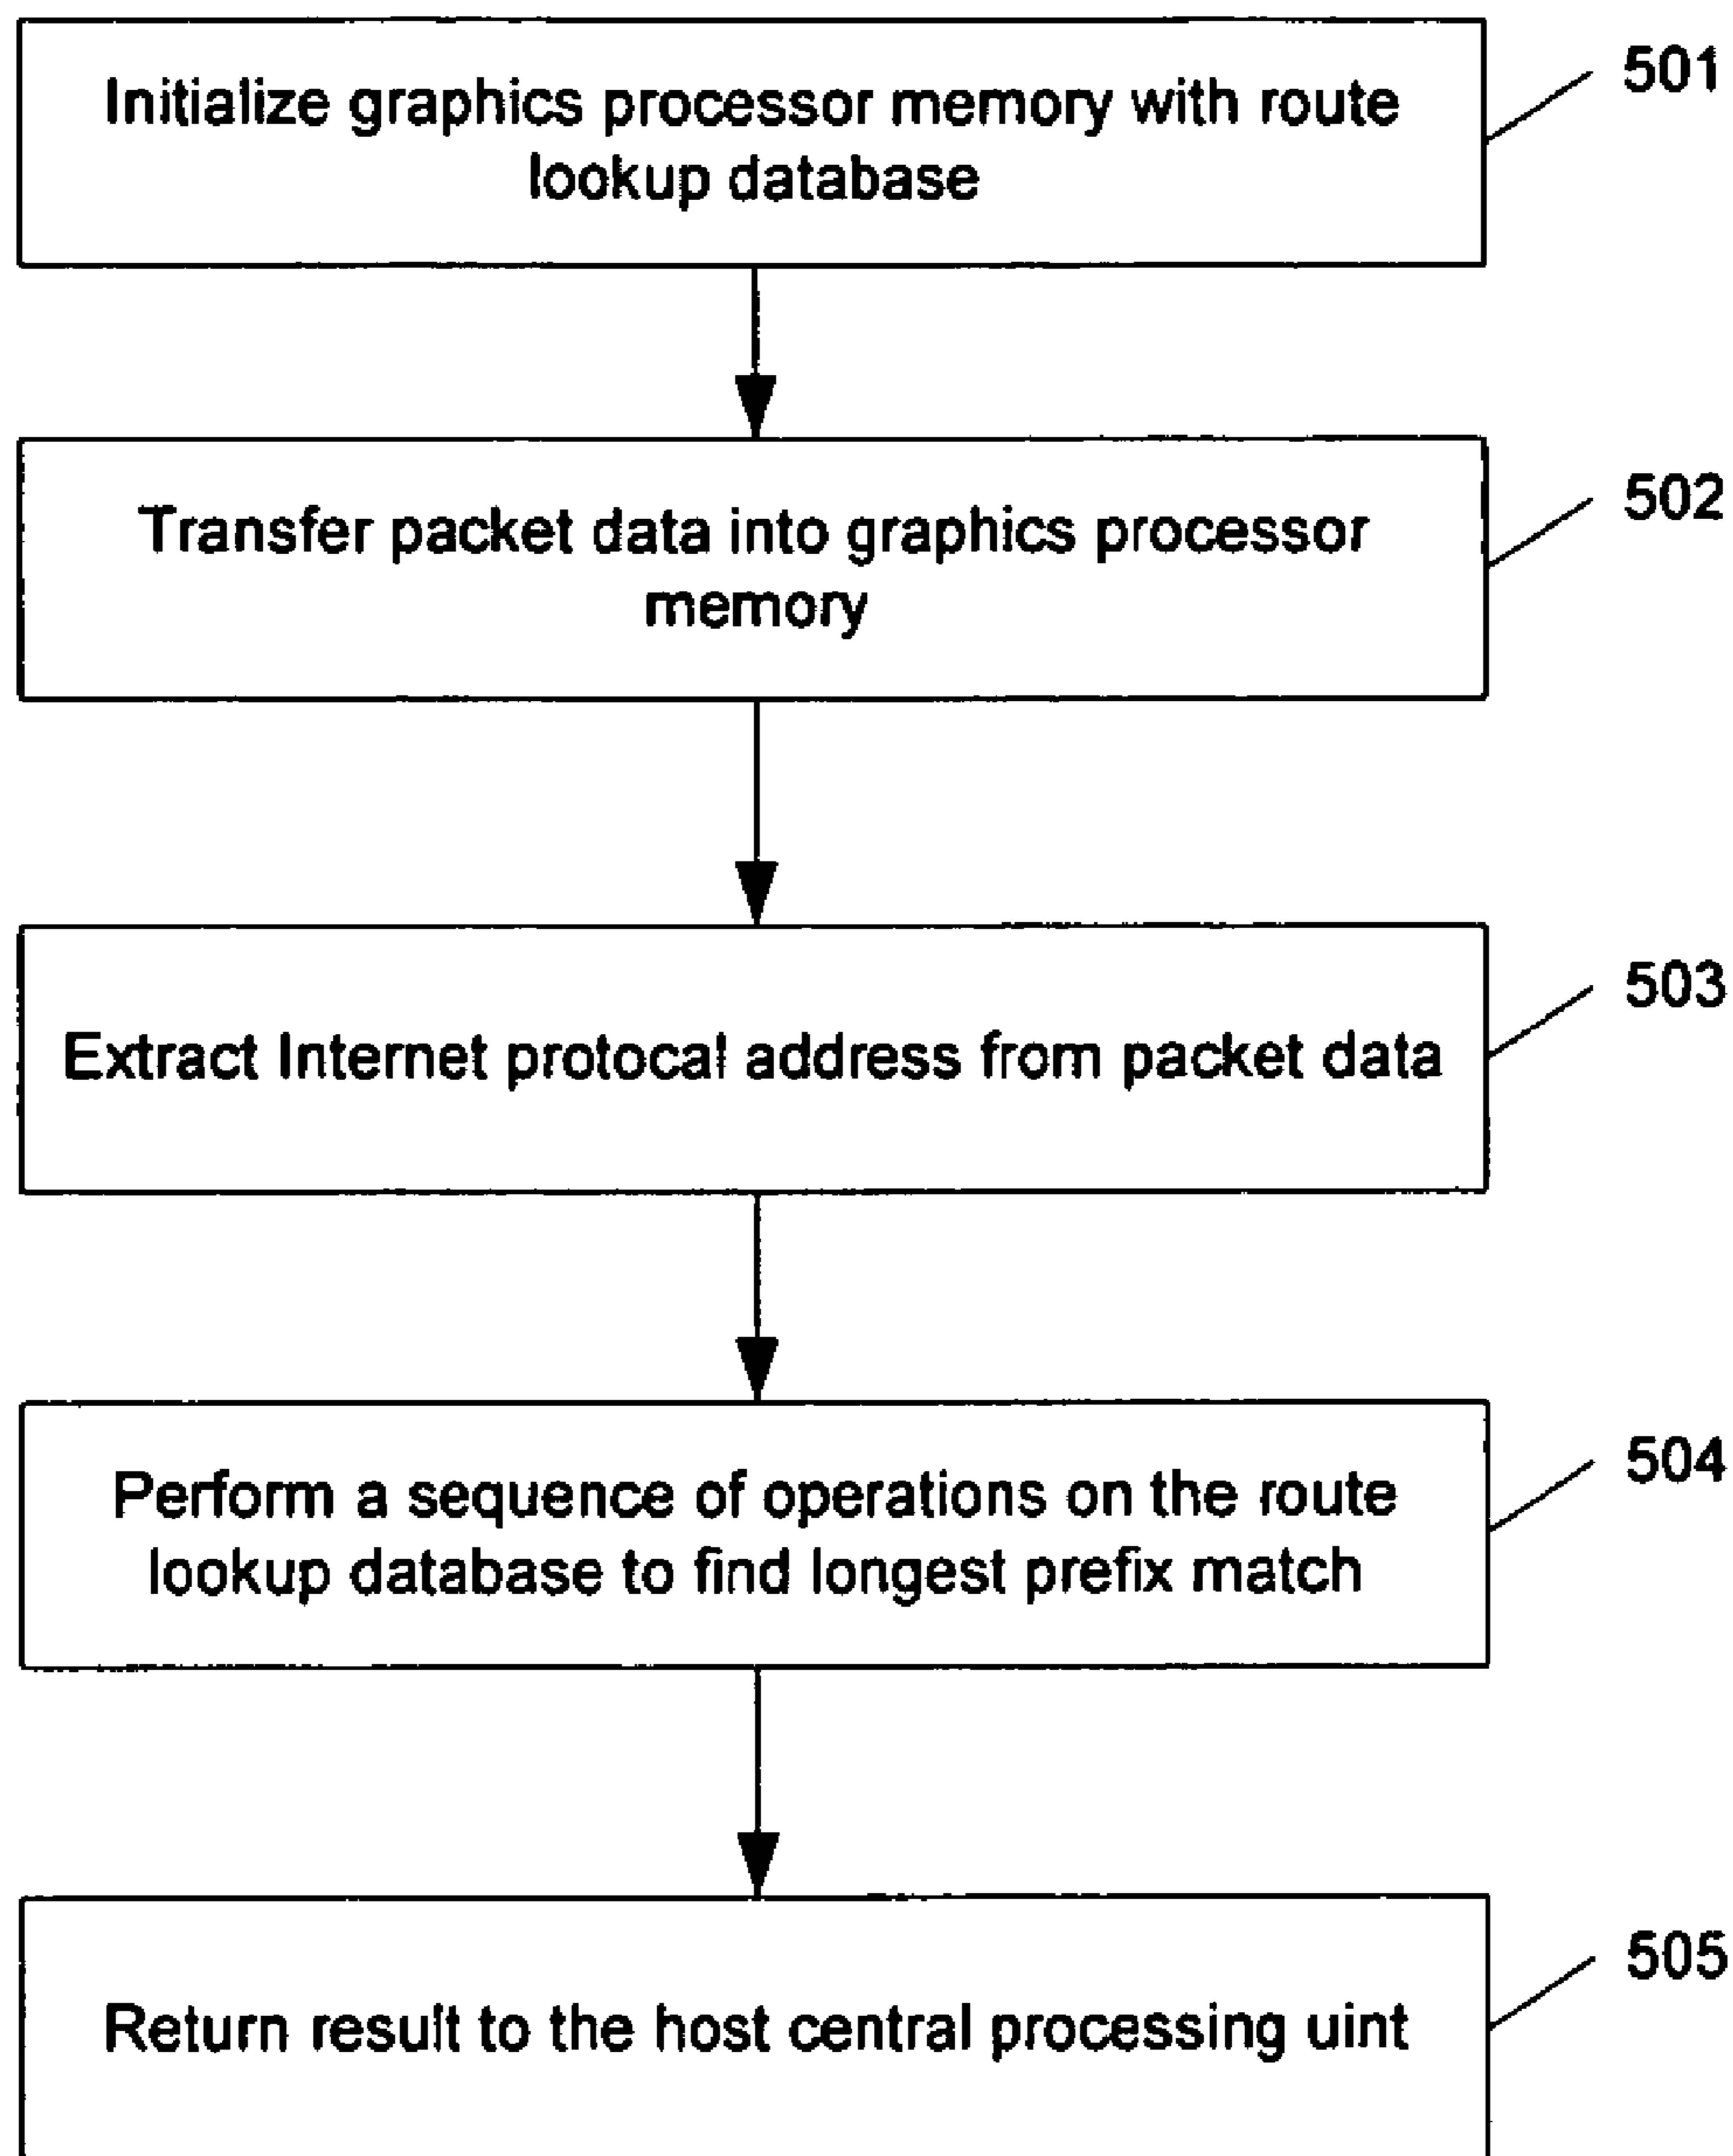 Initialize graphics processor memory with route
lookup database
501
Transfer packet data into graphics processor
memory
502
Extract Internet protocal address from packet data
503
Perform a sequence of operations on the route
lookup database to find longest prefix match
504
Return result to the host central processing uint
505